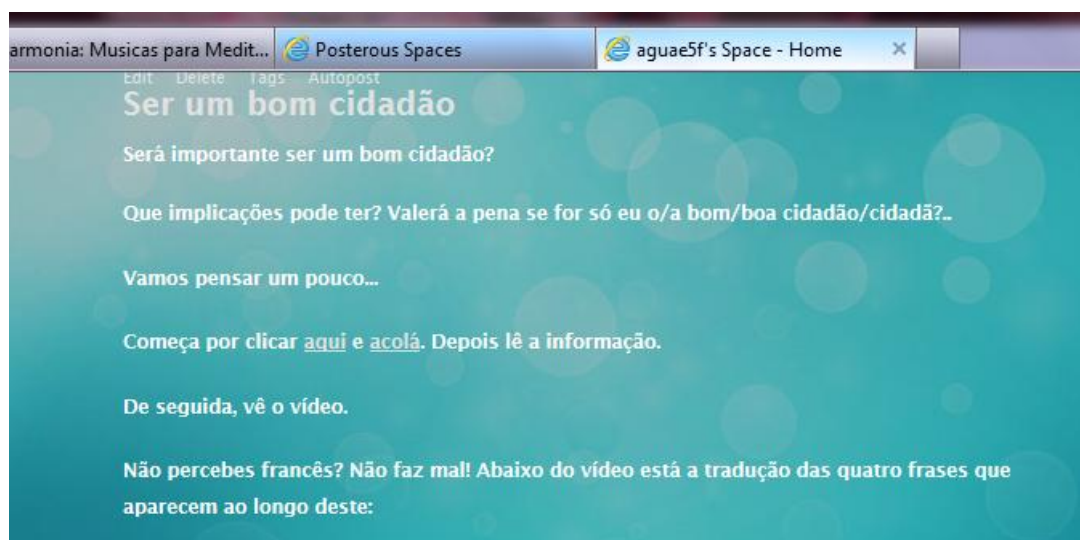 armonia: Musicas para Medit... Posterous Spaces aguae5f's Space - Home
Edit Delete Tags Autopost
Ser um bom cidadão
Será importante ser um bom cidadão?
Que implicações pode ter? Valerá a pena se for só eu o/a bom/boa cidadão/cidadã?..
Vamos pensar um pouco...
Começa por clicar aqui e acolá. Depois lê a informação.
De seguida, vê o vídeo.
Não percebes francês? Não faz mal! Abaixo do vídeo está a tradução das quatro frases que
aparecem ao longo deste: